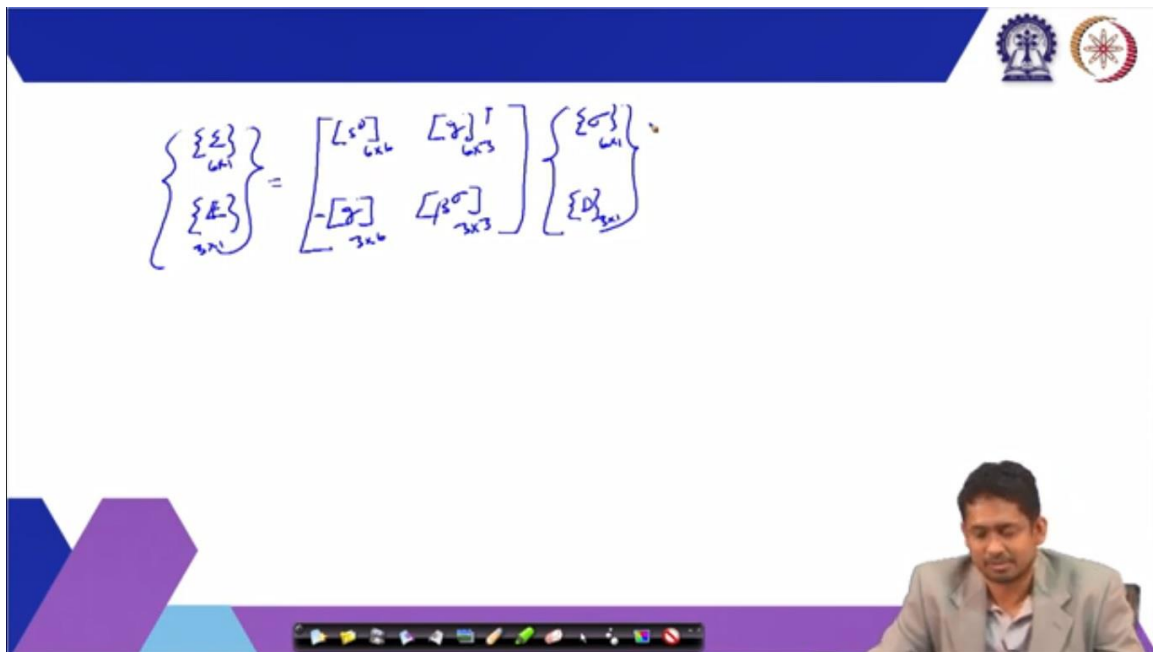 { {Σ} 6x1 } = [ [s^D] 6x6 [g]^T 6x3 ] { {σ} 6x1 }
{ {E} 3x1 } [ -[g] 3x6 [β^σ] 3x3 ] { {D} 3x1 }